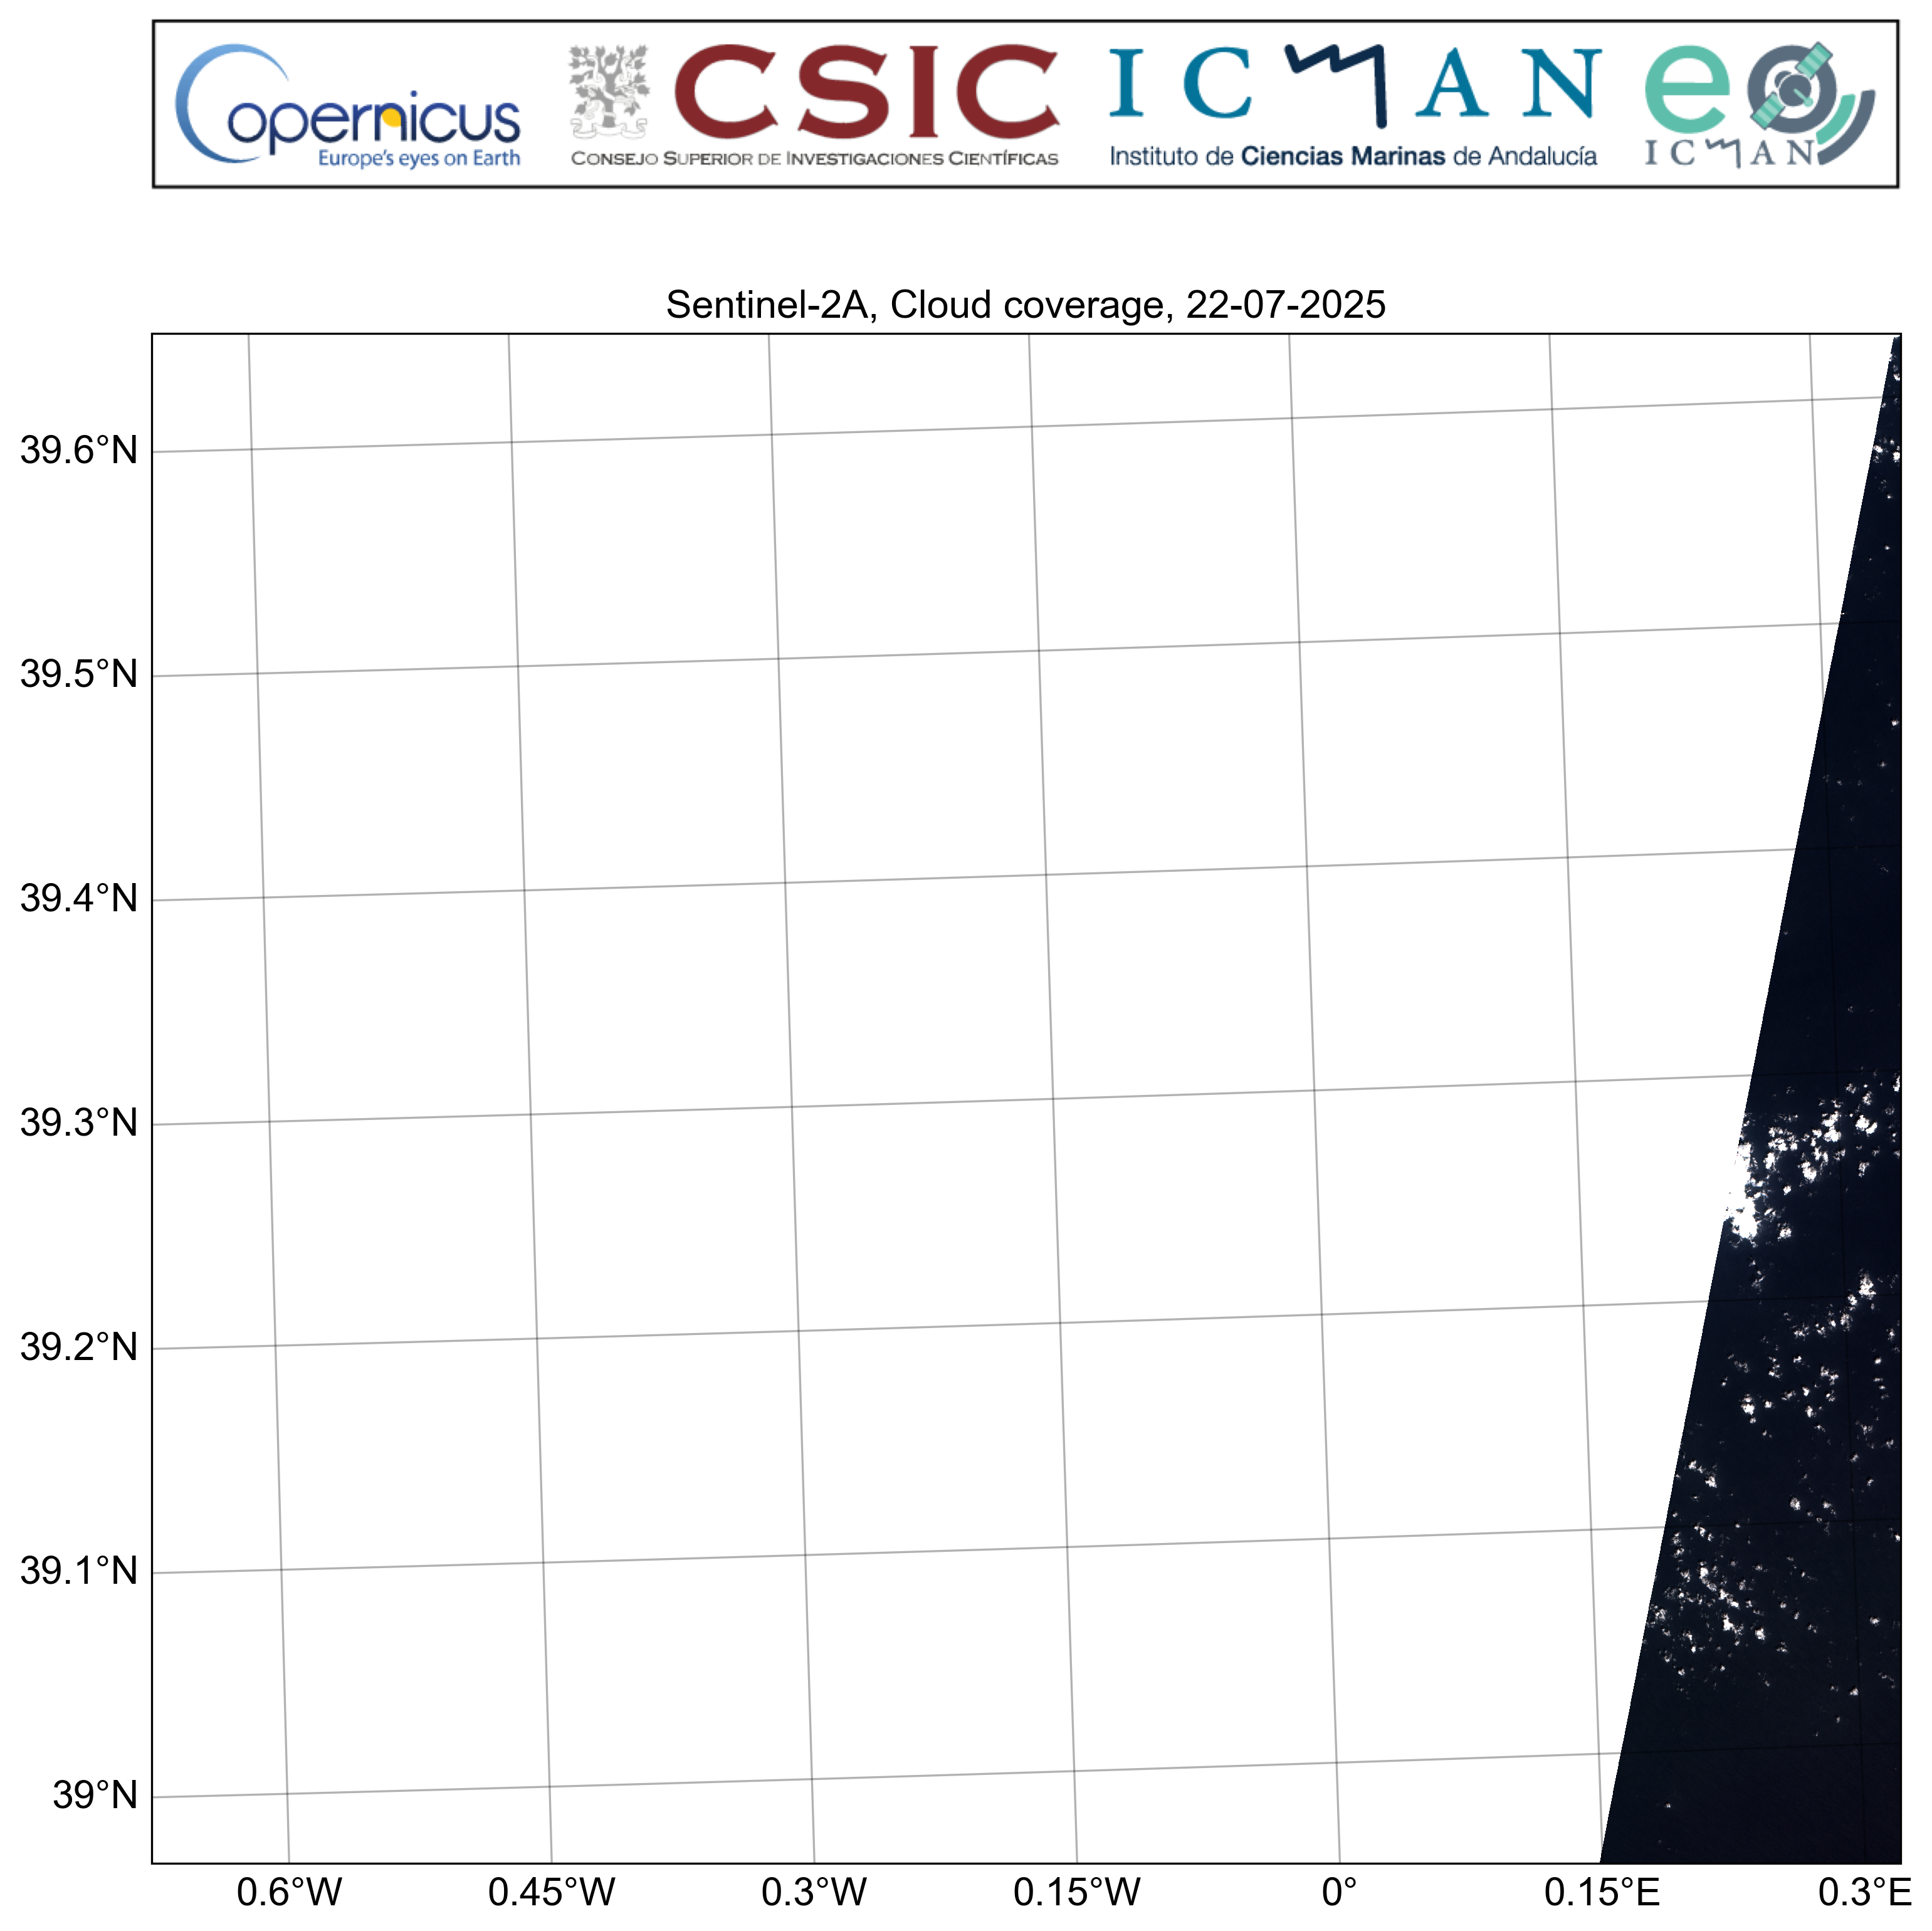 Copernicus
Europe's eyes on Earth
CSIC
CONSEJO SUPERIOR DE INVESTIGACIONES CIENTÍFICAS
ICMAN
Instituto de Ciencias Marinas de Andalucía
eo
ICMAN
Sentinel-2A, Cloud coverage, 22-07-2025
39.6°N
39.5°N
39.4°N
39.3°N
39.2°N
39.1°N
39°N
0.6°W 0.45°W 0.3°W 0.15°W 0° 0.15°E 0.3°E